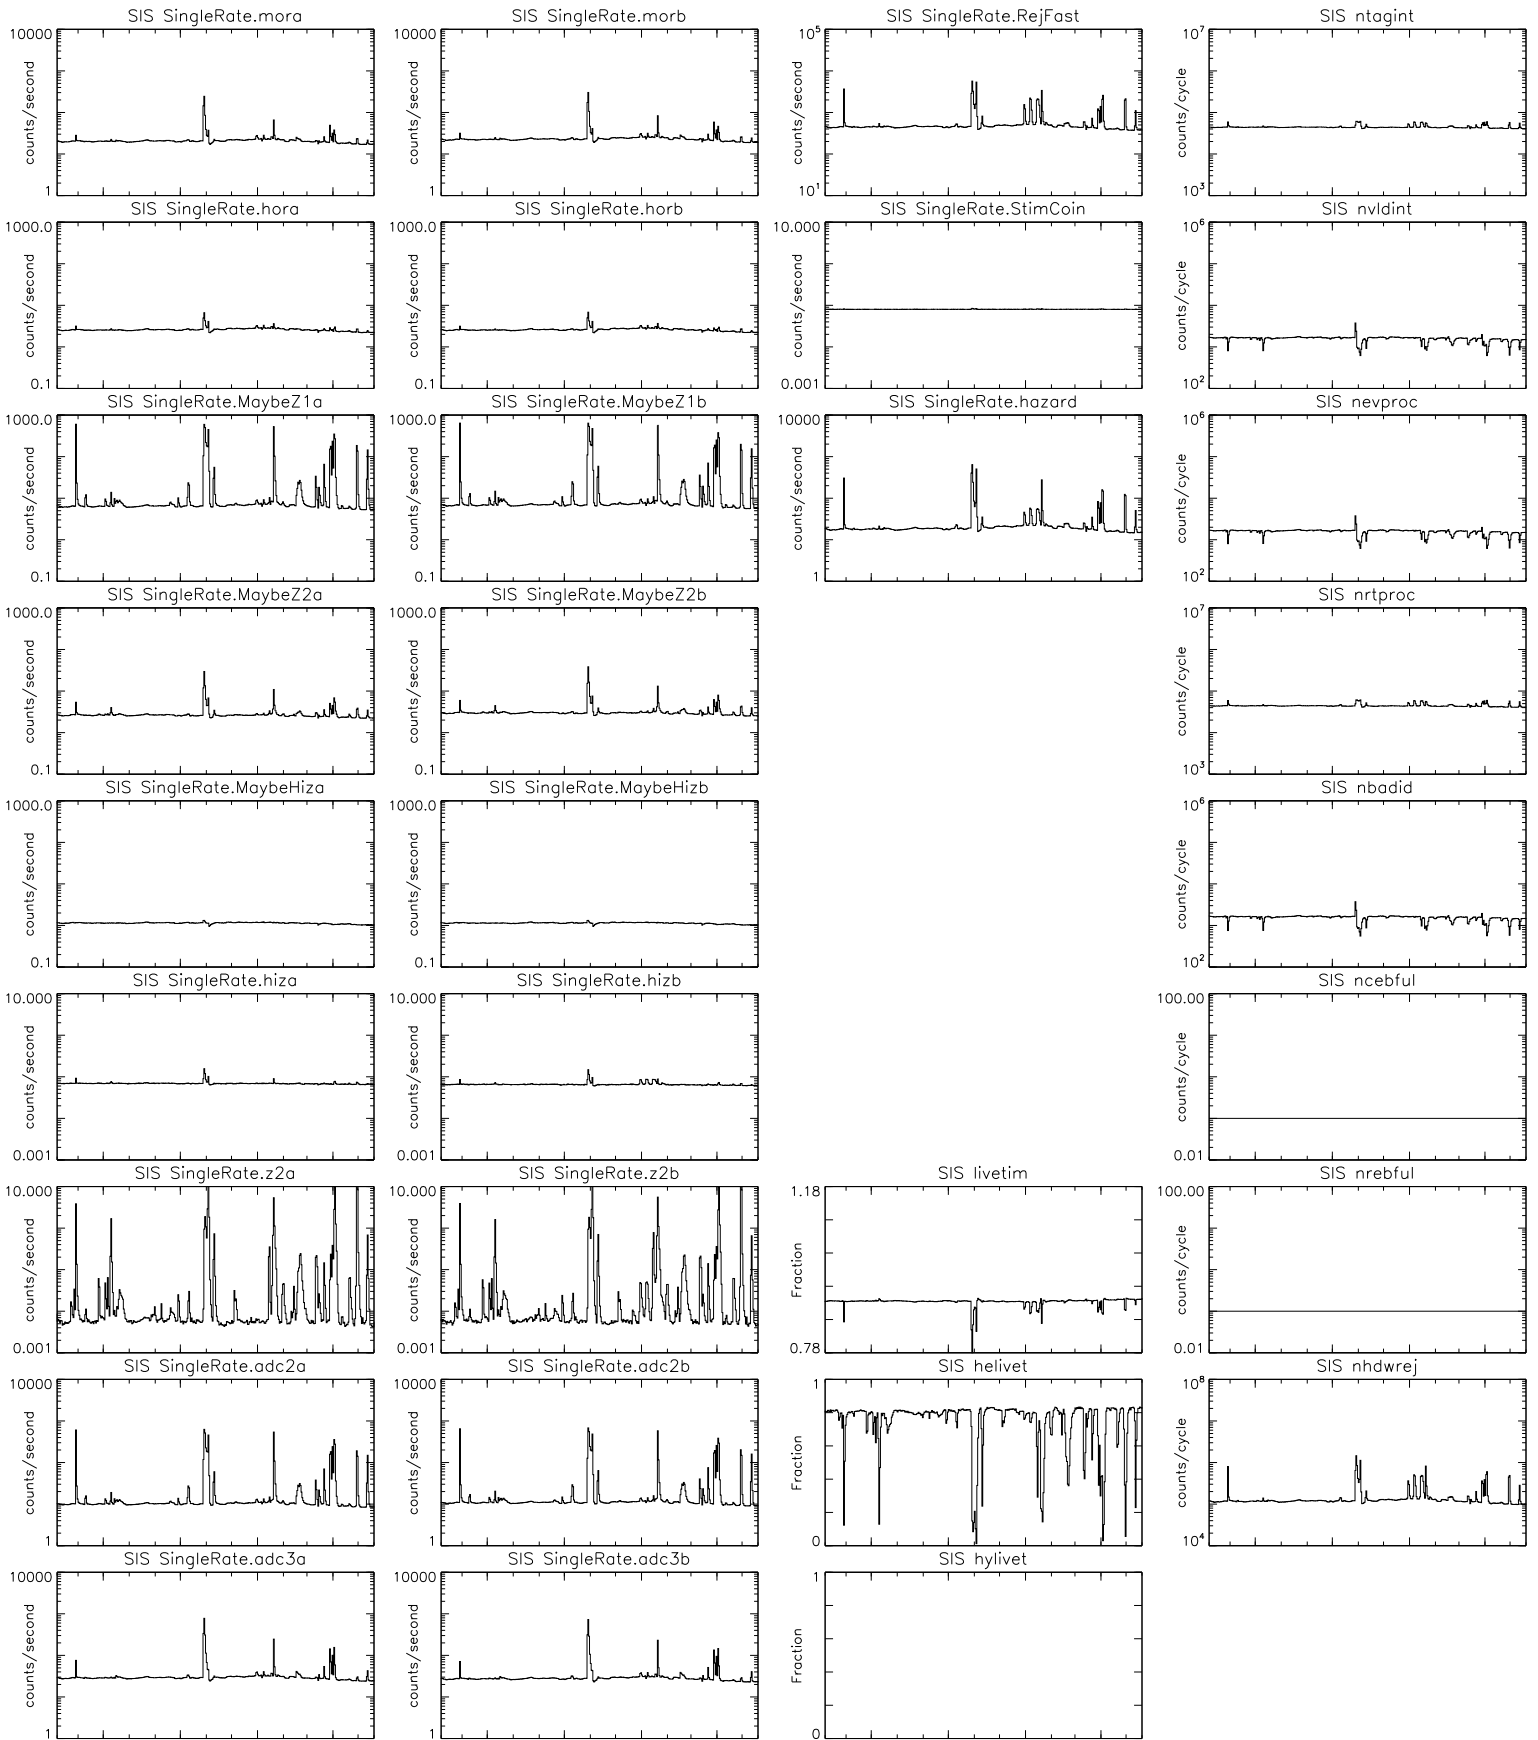 SIS SingleRate.mora
10000
counts/second
1
SIS SingleRate.morb
10000
counts/second
1
SIS SingleRate.RejFast
10^5
counts/second
10^1
SIS ntagint
10^7
counts/cycle
10^3
SIS SingleRate.hora
1000.0
counts/second
0.1
SIS SingleRate.horb
1000.0
counts/second
0.1
SIS SingleRate.StimCoin
10.000
counts/second
0.001
SIS nvldint
10^6
counts/cycle
10^2
SIS SingleRate.MaybeZ1a
1000.0
counts/second
0.1
SIS SingleRate.MaybeZ1b
1000.0
counts/second
0.1
SIS SingleRate.hazard
10000
counts/second
1
SIS nevproc
10^6
counts/cycle
10^2
SIS SingleRate.MaybeZ2a
1000.0
counts/second
0.1
SIS SingleRate.MaybeZ2b
1000.0
counts/second
0.1
SIS nrtproc
10^7
counts/cycle
10^3
SIS SingleRate.MaybeHiza
1000.0
counts/second
0.1
SIS SingleRate.MaybeHizb
1000.0
counts/second
0.1
SIS nbadid
10^6
counts/cycle
10^2
SIS SingleRate.hiza
10.000
counts/second
0.001
SIS SingleRate.hizb
10.000
counts/second
0.001
SIS ncebful
100.00
counts/cycle
0.01
SIS SingleRate.z2a
10.000
counts/second
0.001
SIS SingleRate.z2b
10.000
counts/second
0.001
SIS livetim
1.18
Fraction
0.78
SIS nrebful
100.00
counts/cycle
0.01
SIS SingleRate.adc2a
10000
counts/second
1
SIS SingleRate.adc2b
10000
counts/second
1
SIS helivet
1
Fraction
0
SIS nhdwrej
10^8
counts/cycle
10^4
SIS SingleRate.adc3a
10000
counts/second
1
SIS SingleRate.adc3b
10000
counts/second
1
SIS hylivet
1
Fraction
0